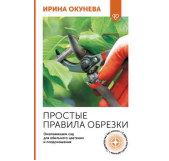 ИРИНА ОКУНЕВА
ПРОСТЫЕ
ПРАВИЛА ОБРЕЗКИ
Омолаживаем сад
для обильного цветения
и плодоношения